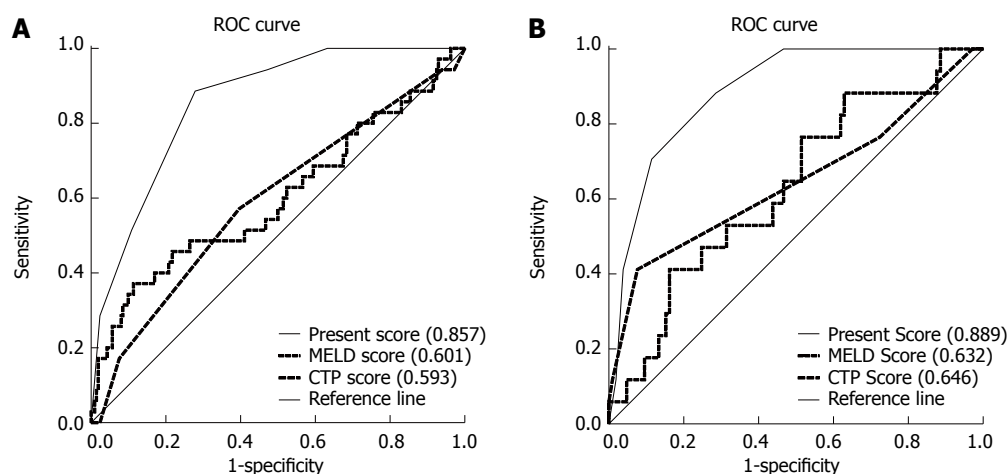 A
ROC curve
1.0
0.8
0.6
0.4
0.2
0.0
Sensitivity
Present score (0.857)
MELD score (0.601)
CTP score (0.593)
Reference line
0.0 0.2 0.4 0.6 0.8 1.0
1-specificity
B
ROC curve
1.0
0.8
0.6
0.4
0.2
0.0
Sensitivity
Present Score (0.889)
MELD Score (0.632)
CTP Score (0.646)
Reference line
0.0 0.2 0.4 0.6 0.8 1.0
1-specificity